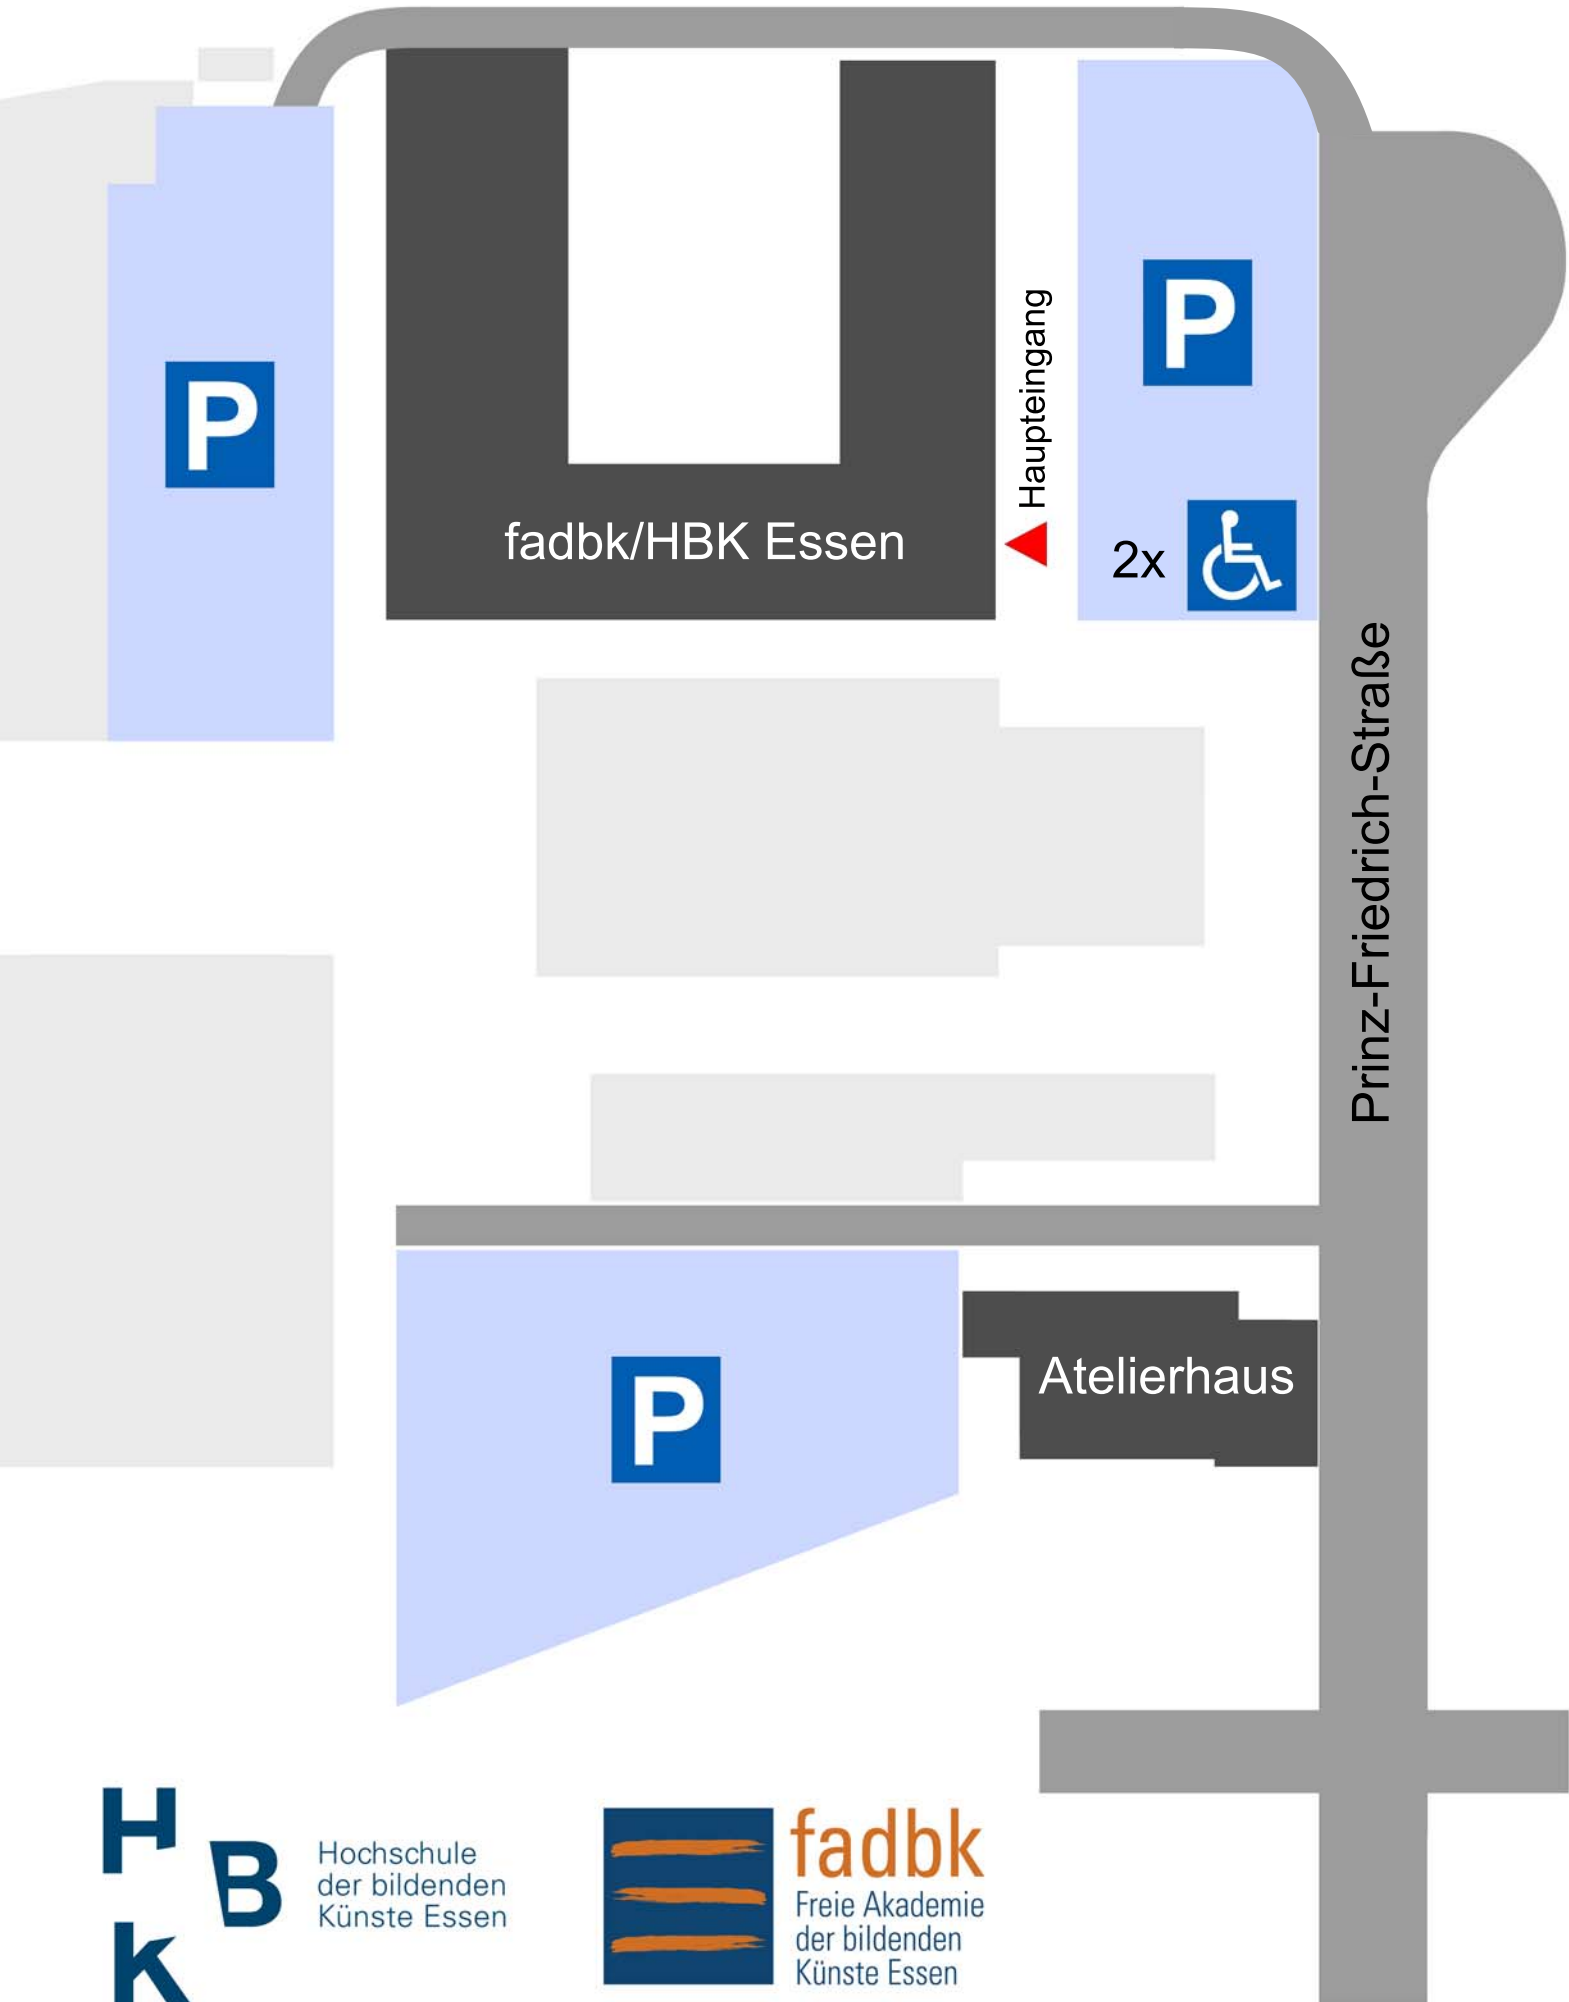 P
P
Haupteingang
fadbk/HBK Essen
2x
Prinz-Friedrich-Straße
P
Atelierhaus
H
B
K
Hochschule
der bildenden
Künste Essen
fadbk
Freie Akademie
der bildenden
Künste Essen